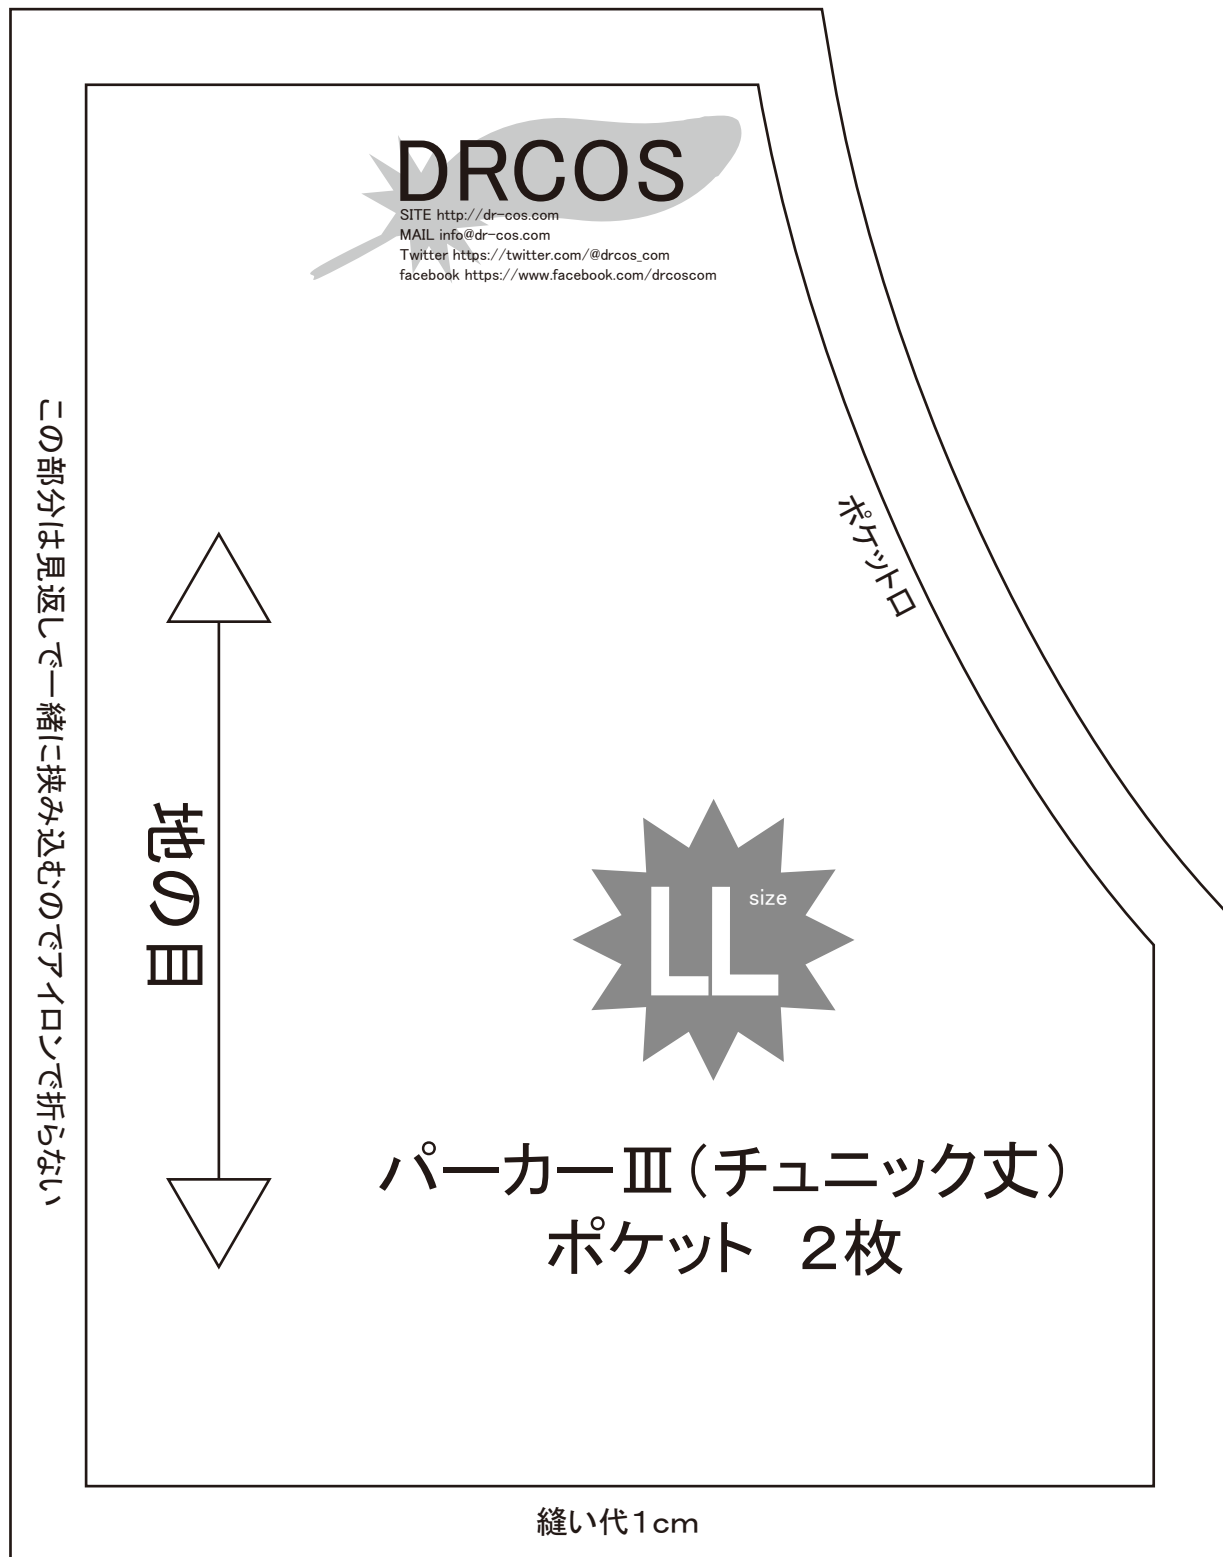 DRCOS
SITE http://dr-cos.com
MAIL info@dr-cos.com
Twitter https://twitter.com/@drcos_com
facebook https://www.facebook.com/drcoscom
この部分は見返しで一緒に挟み込むのでアイロンで折らない
ポケット口
地の目
LL size
パーカーⅢ（チュニック丈）
ポケット　２枚
縫い代１cm